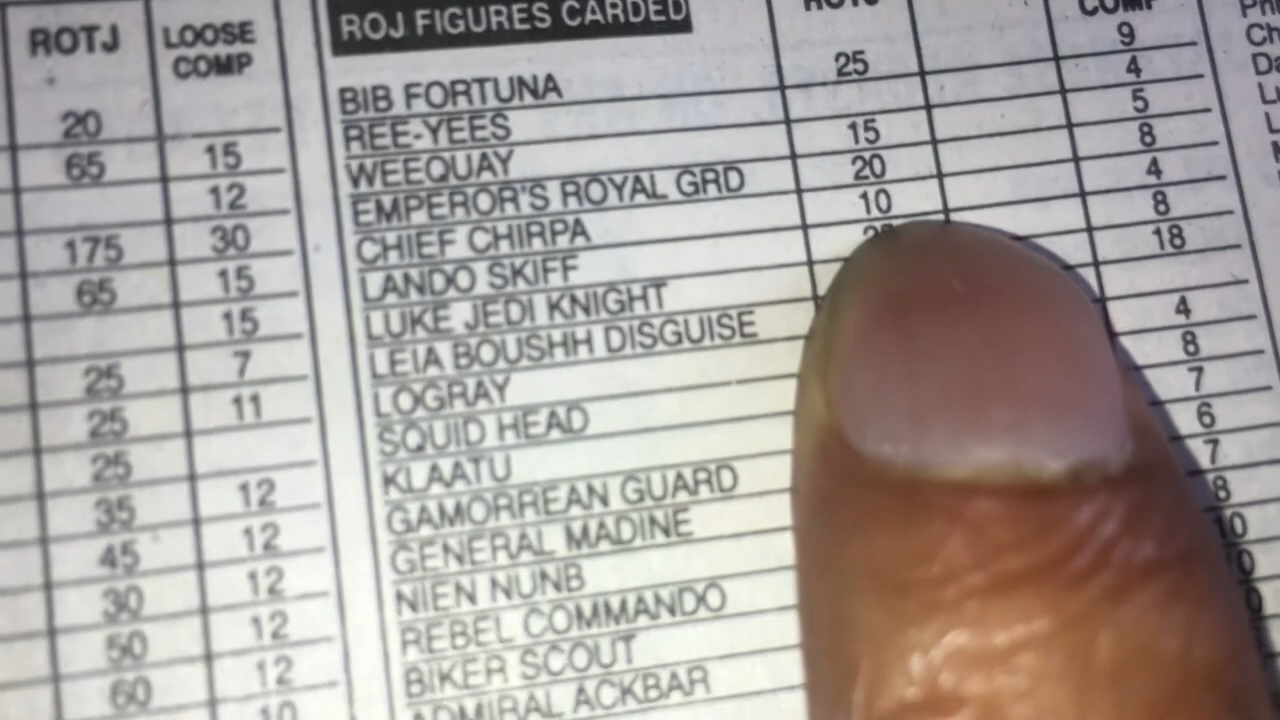 ROTJ LOOSE COMP
20
65 15
12
175 30
65 15
15
25 7
25 11
25
35 12
45 12
30 12
50 12
60 12
10
ROJ FIGURES CARDED COMP
BIB FORTUNA 25 9
REE-YEES 4
WEEQUAY 15 5
EMPEROR'S ROYAL GRD 20 8
CHIEF CHIRPA 10 4
LANDO SKIFF 8
LUKE JEDI KNIGHT 18
LEIA BOUSHH DISGUISE
LOGRAY 4
SQUID HEAD 8
KLAATU 7
GAMORREAN GUARD 6
GENERAL MADINE 7
NIEN NUNB 8
REBEL COMMANDO 10
BIKER SCOUT
ADMIRAL ACKBAR